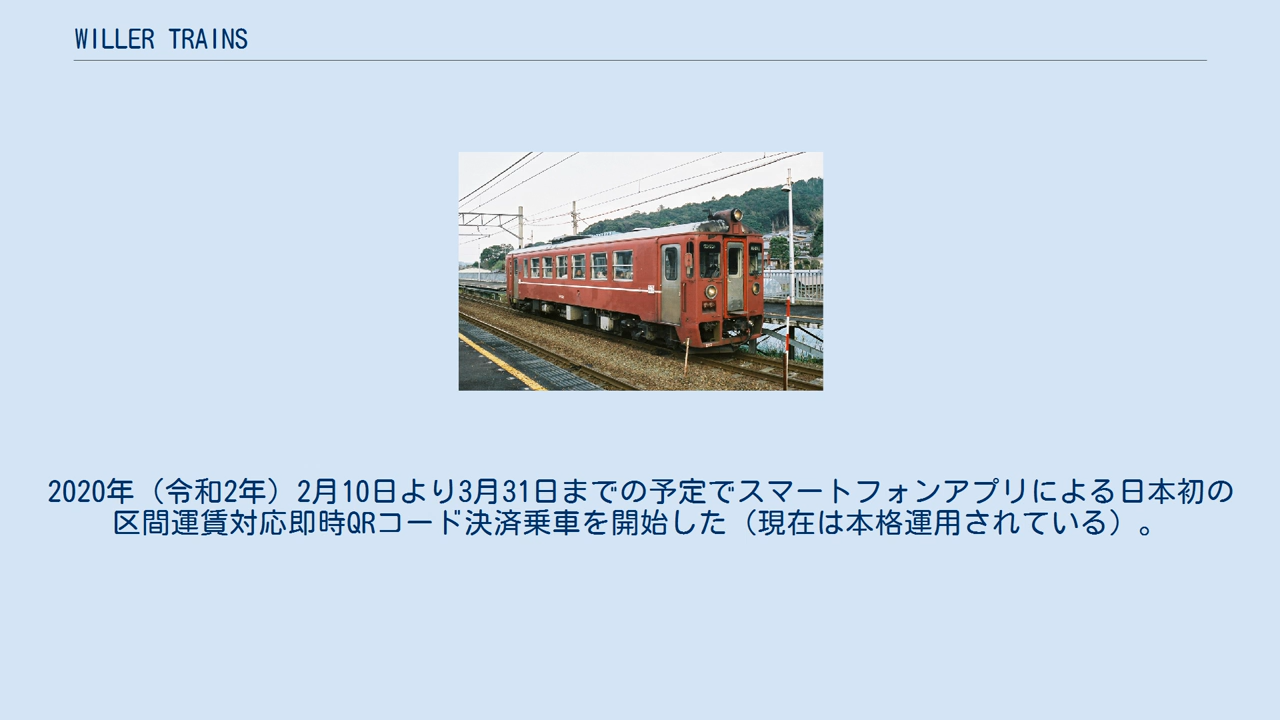 WILLER TRAINS
2020年（令和2年）2月10日より3月31日までの予定でスマートフォンアプリによる日本初の
区間運賃対応即時QRコード決済乗車を開始した（現在は本格運用されている）。